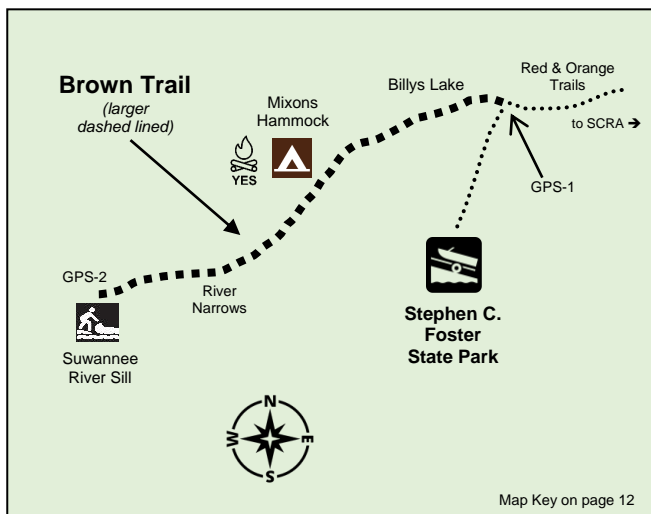 Brown Trail
(larger
dashed lined)
Mixons
Hammock
YES
Billys Lake
Red & Orange
Trails
to SCRA →
GPS-1
GPS-2
River
Narrows
Suwannee
River Sill
Stephen C.
Foster
State Park
N
W
E
S
Map Key on page 12